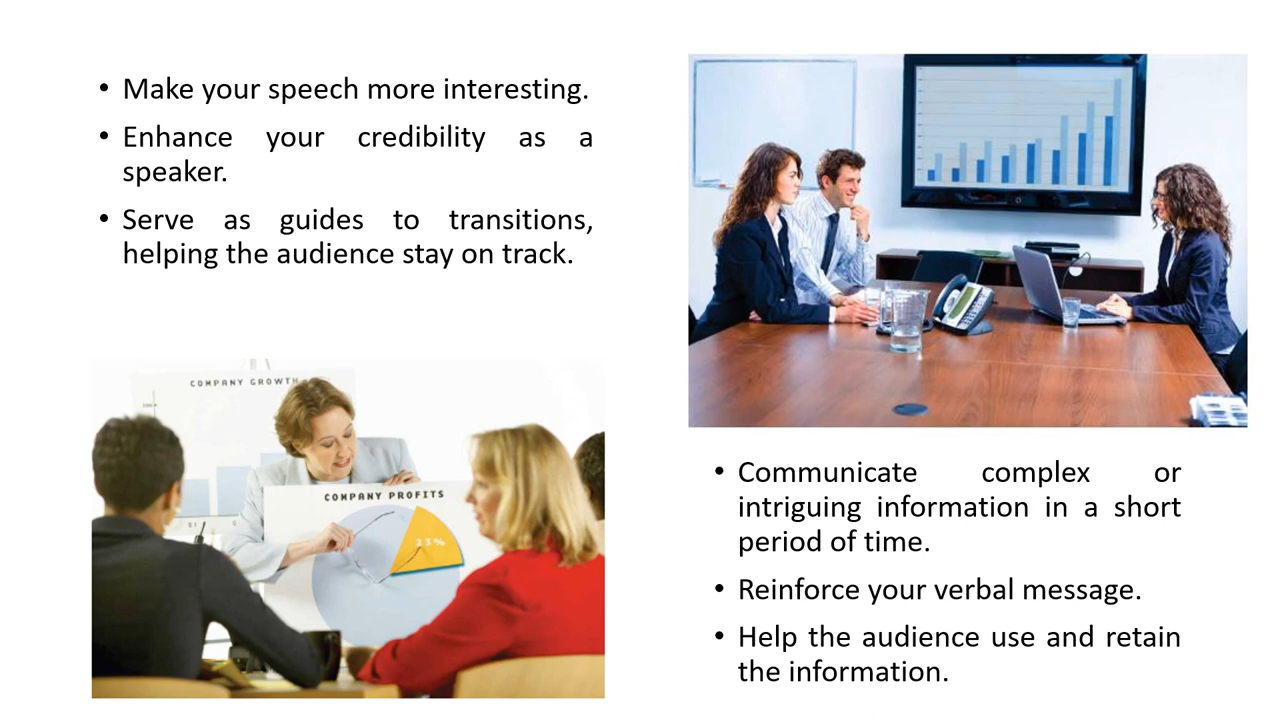 • Make your speech more interesting.
• Enhance your credibility as a
speaker.
• Serve as guides to transitions,
helping the audience stay on track.
COMPANY GROWTH
COMPANY PROFITS
23%
• Communicate complex or
intriguing information in a short
period of time.
• Reinforce your verbal message.
• Help the audience use and retain
the information.